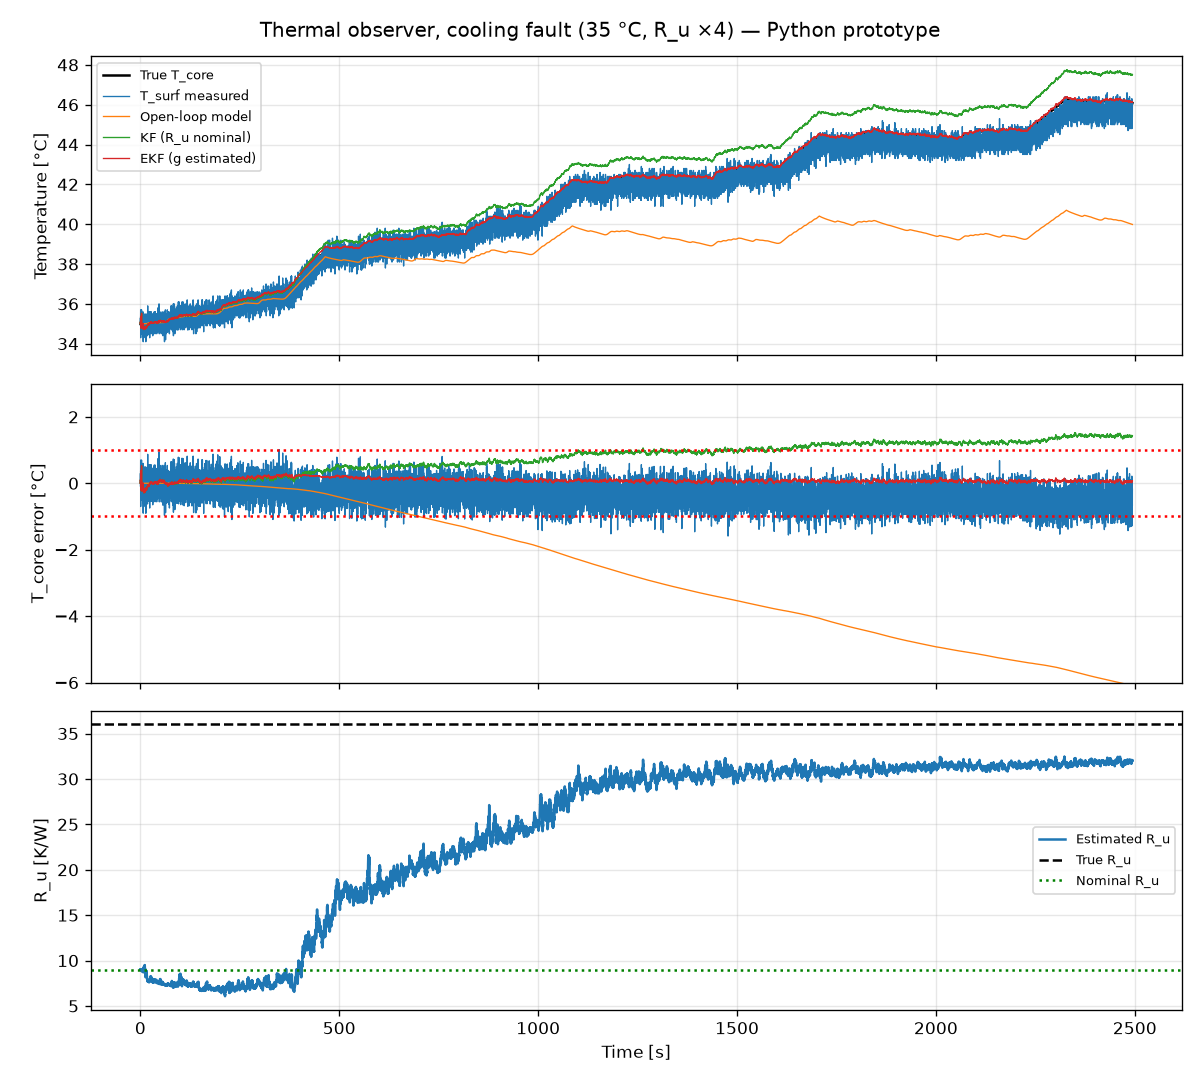 Thermal observer, cooling fault (35 °C, R_u ×4) — Python prototype
48
46
44
42
40
38
36
34
Temperature [°C]
True T_core
T_surf measured
Open-loop model
KF (R_u nominal)
EKF (g estimated)
2
0
−2
−4
−6
T_core error [°C]
35
30
25
20
15
10
5
R_u [K/W]
Estimated R_u
True R_u
Nominal R_u
0
500
1000
1500
2000
2500
Time [s]